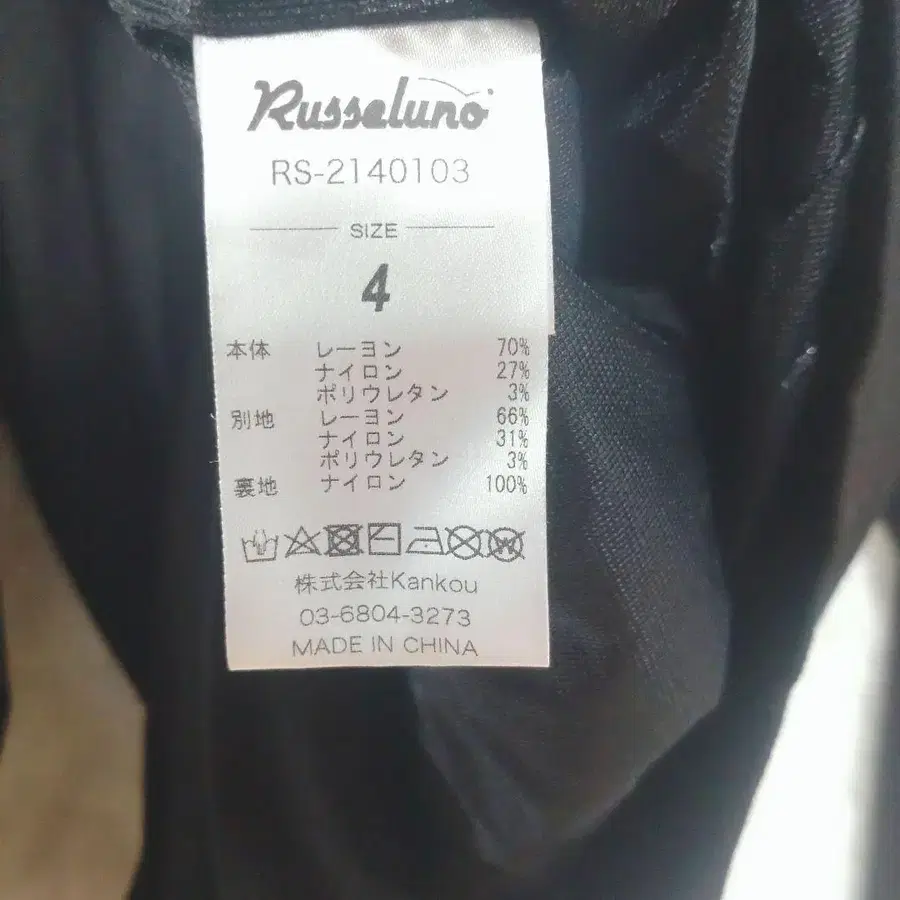 Russeluno
RS-2140103
SIZE
4
本体 レーヨン 70%
ナイロン 27%
ポリウレタン 3%
別地 レーヨン 66%
ナイロン 31%
ポリウレタン 3%
裏地 ナイロン 100%
株式会社Kankou
03-6804-3273
MADE IN CHINA